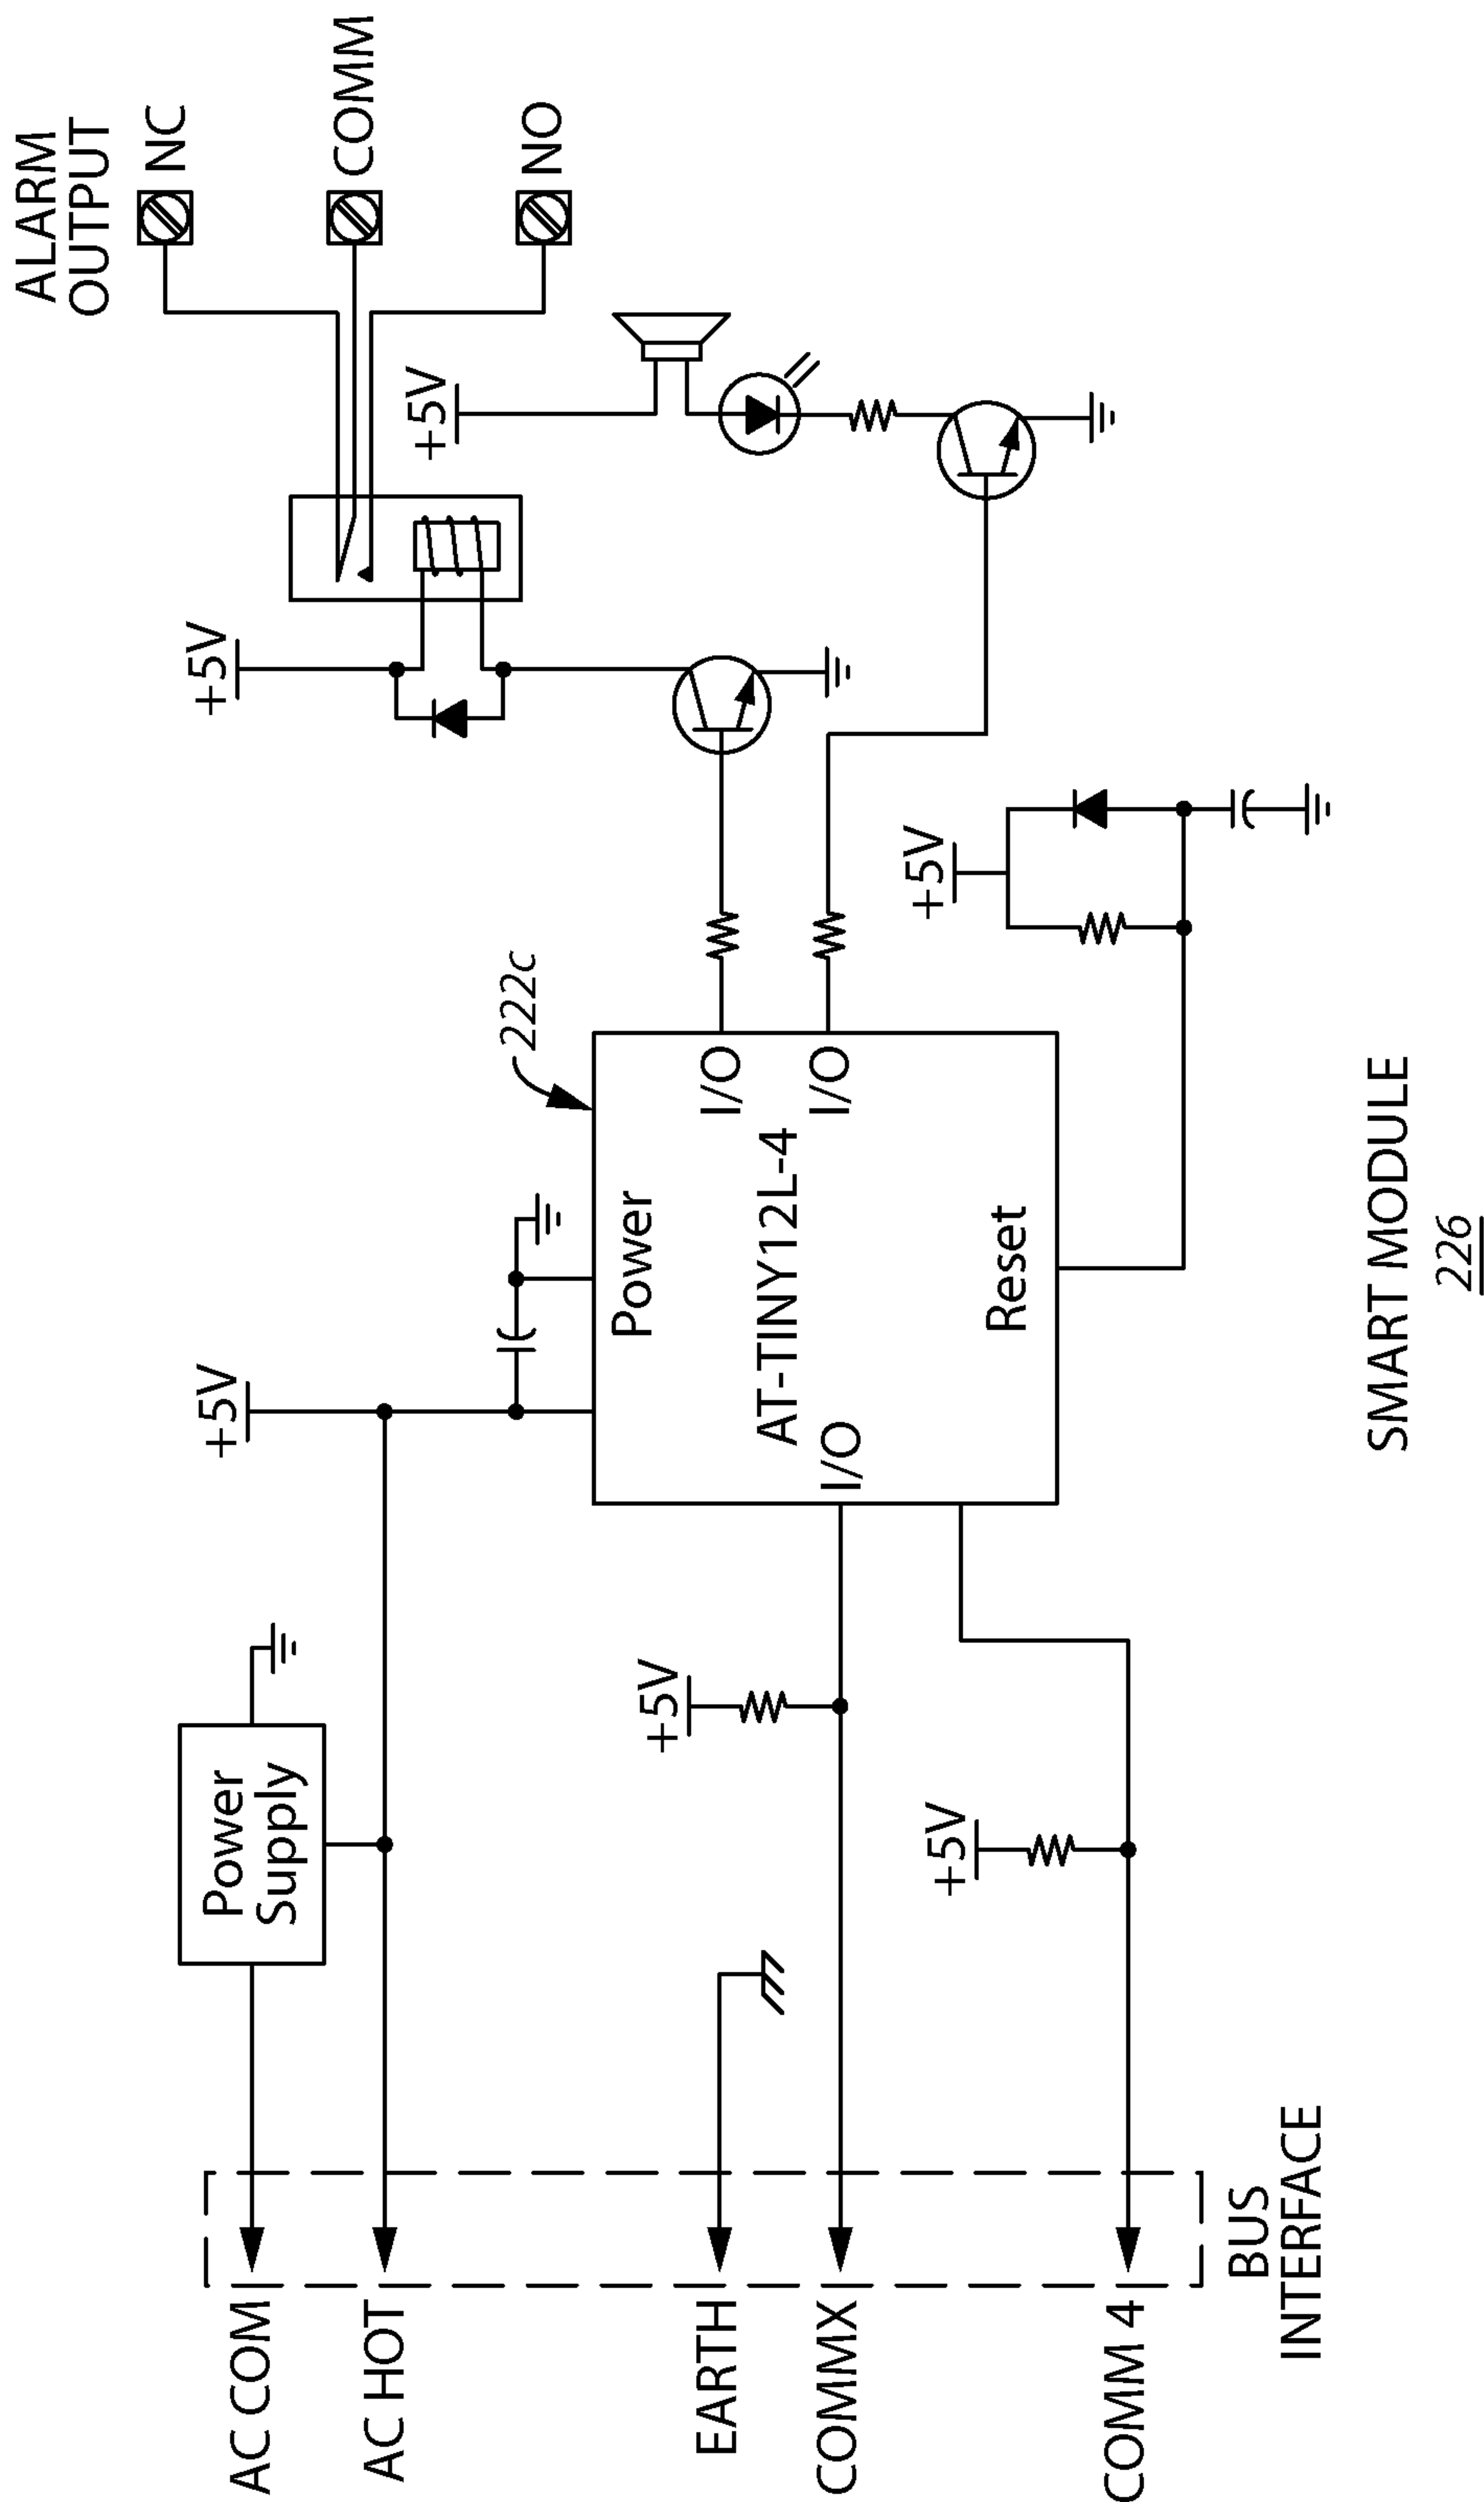 ALARM
OUTPUT
NC
COMM
NO
+5V
+5V
+5V
222c
+5V
Power
I/O
I/O
AT-TINY12L-4
I/O
Reset
Power
Supply
+5V
+5V
AC COM
AC HOT
EARTH
COMMX
COMM 4
BUS
INTERFACE
SMART MODULE
226